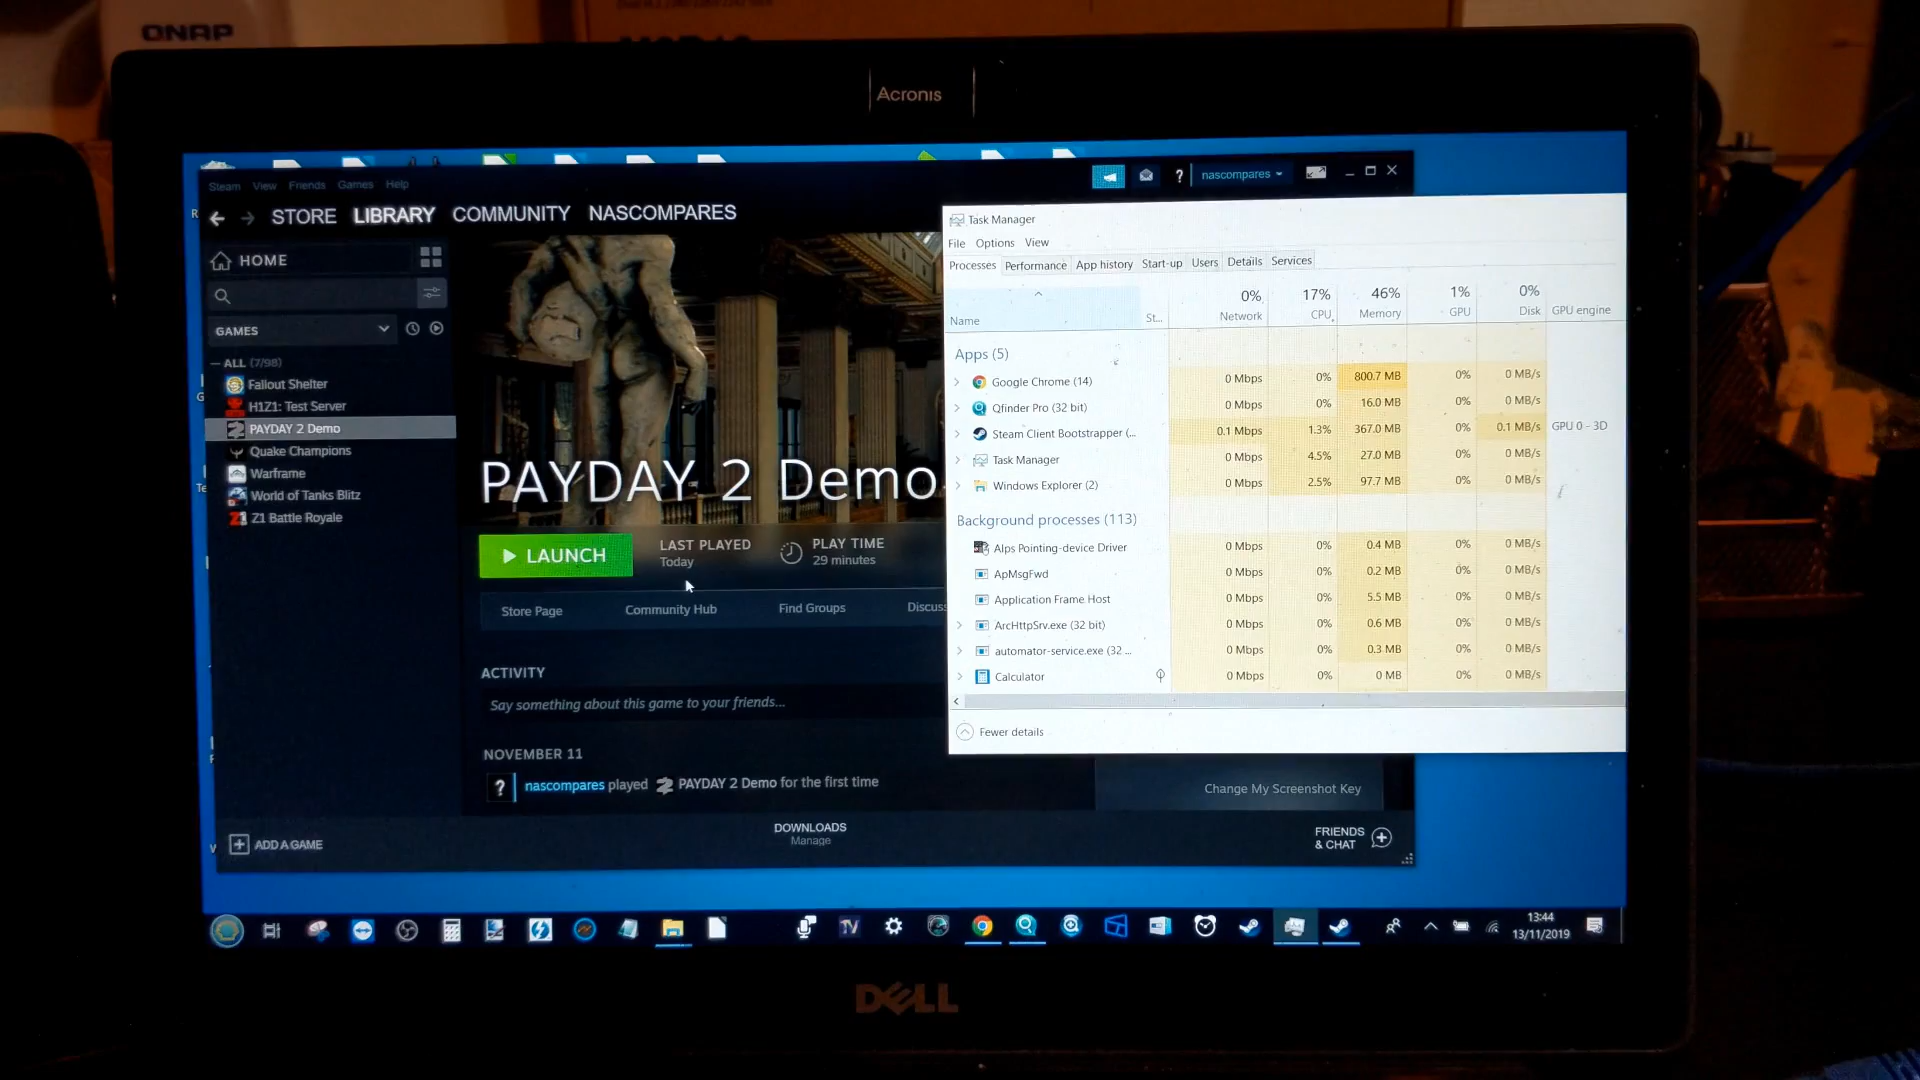 QNAP
Acronis
Steam View Friends Games Help
? nascompares
STORE LIBRARY COMMUNITY NASCOMPARES
HOME
GAMES
ALL (7/98)
Fallout Shelter
H1Z1: Test Server
PAYDAY 2 Demo
Quake Champions
Warframe
World of Tanks Blitz
Z1 Battle Royale
PAYDAY 2 Demo
LAUNCH
LAST PLAYED
Today
PLAY TIME
29 minutes
Store Page Community Hub Find Groups Discus
ACTIVITY
Say something about this game to your friends...
NOVEMBER 11
? nascompares played PAYDAY 2 Demo for the first time
Change My Screenshot Key
ADD A GAME
DOWNLOADS
Manage
FRIENDS
& CHAT
Task Manager
File Options View
Processes Performance App history Start-up Users Details Services
0% 17% 46% 1% 0%
Name St... Network CPU Memory GPU Disk GPU engine
Apps (5)
Google Chrome (14) 0 Mbps 0% 800.7 MB 0% 0 MB/s
Qfinder Pro (32 bit) 0 Mbps 0% 16.0 MB 0% 0 MB/s
Steam Client Bootstrapper (... 0.1 Mbps 1.3% 367.0 MB 0% 0.1 MB/s GPU 0 - 3D
Task Manager 0 Mbps 4.5% 27.0 MB 0% 0 MB/s
Windows Explorer (2) 0 Mbps 2.5% 97.7 MB 0% 0 MB/s
Background processes (113)
Alps Pointing-device Driver 0 Mbps 0% 0.4 MB 0% 0 MB/s
ApMsgFwd 0 Mbps 0% 0.2 MB 0% 0 MB/s
Application Frame Host 0 Mbps 0% 5.5 MB 0% 0 MB/s
ArcHttpSrv.exe (32 bit) 0 Mbps 0% 0.6 MB 0% 0 MB/s
automator-service.exe (32 ... 0 Mbps 0% 0.3 MB 0% 0 MB/s
Calculator 0 Mbps 0% 0 MB 0% 0 MB/s
Fewer details
13:44
13/11/2019
DELL